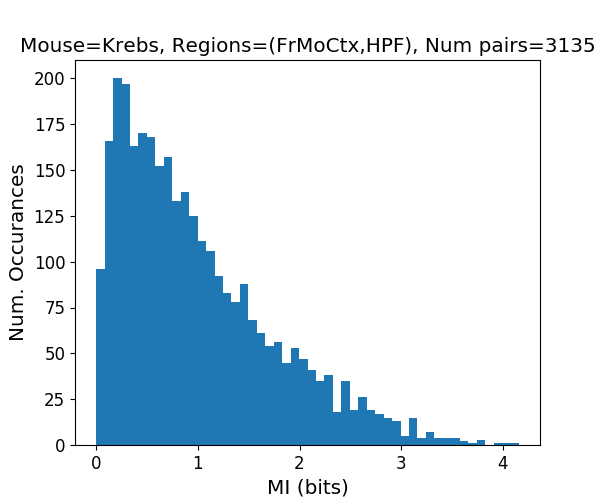 Mouse=Krebs, Regions=(FrMoCtx,HPF), Num pairs=3135
200
175
150
125
100
75
50
25
0
Num. Occurances
0 1 2 3 4
MI (bits)